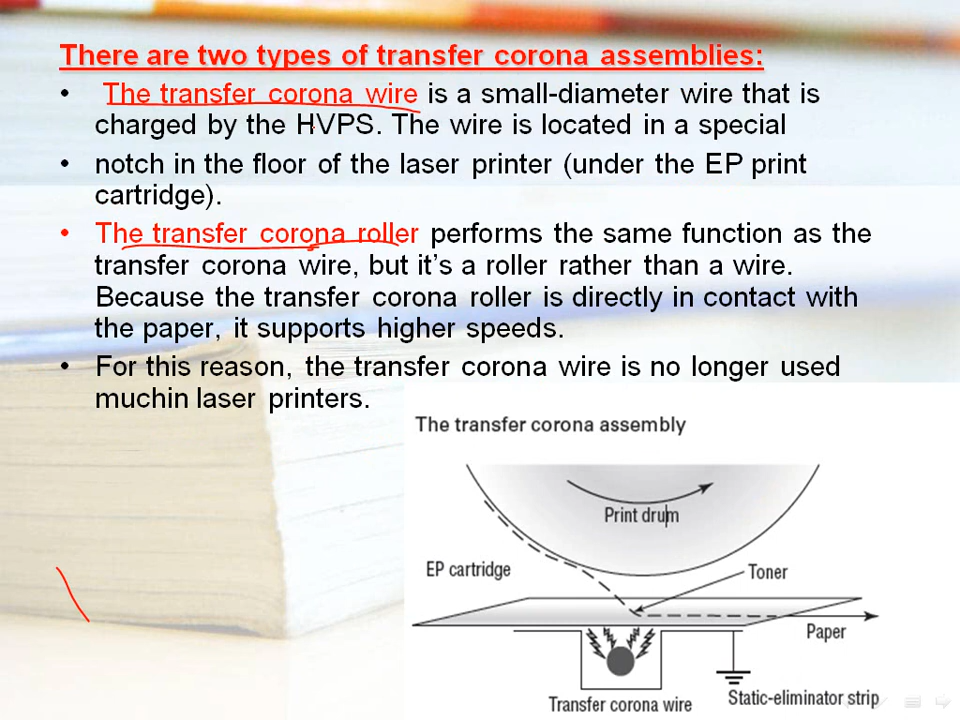 There are two types of transfer corona assemblies:
• The transfer corona wire is a small-diameter wire that is
charged by the HVPS. The wire is located in a special
• notch in the floor of the laser printer (under the EP print
cartridge).
• The transfer corona roller performs the same function as the
transfer corona wire, but it’s a roller rather than a wire.
Because the transfer corona roller is directly in contact with
the paper, it supports higher speeds.
• For this reason, the transfer corona wire is no longer used
muchin laser printers.
The transfer corona assembly
Print drum
EP cartridge
Toner
Paper
Transfer corona wire
Static-eliminator strip